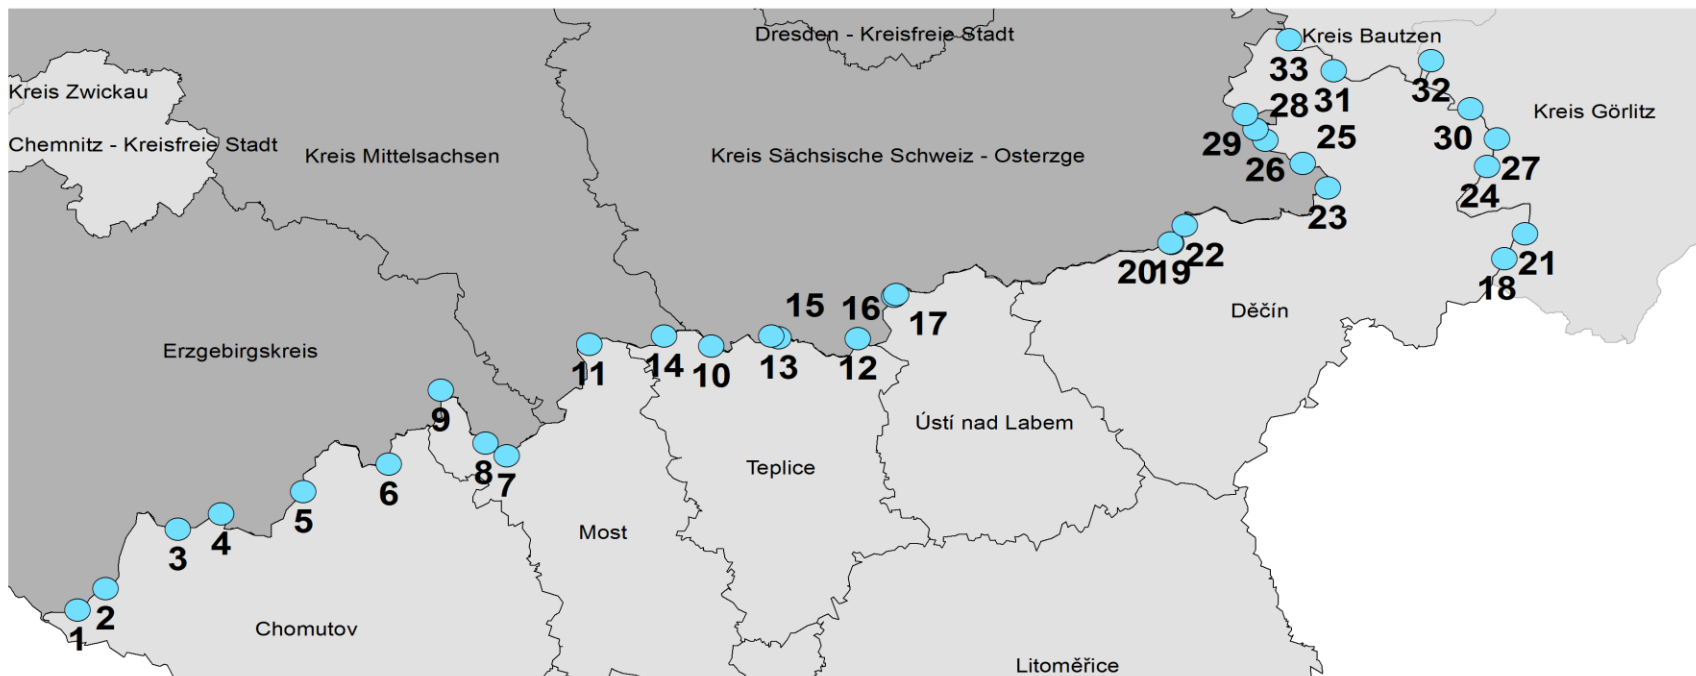 Dresden - Kreisfreie Stadt
Kreis Bautzen
33
31
32
Kreis Zwickau
28
Kreis Görlitz
Chemnitz - Kreisfreie Stadt
Kreis Mittelsachsen
Kreis Sächsische Schweiz - Osterzge
29
25
30
26
27
24
23
22
20
19
21
18
15
16
17
Děčín
Erzgebirgskreis
11
14
10
13
12
9
Ústí nad Labem
8
7
6
Teplice
5
3
4
Most
2
1
Chomutov
Litoměřice